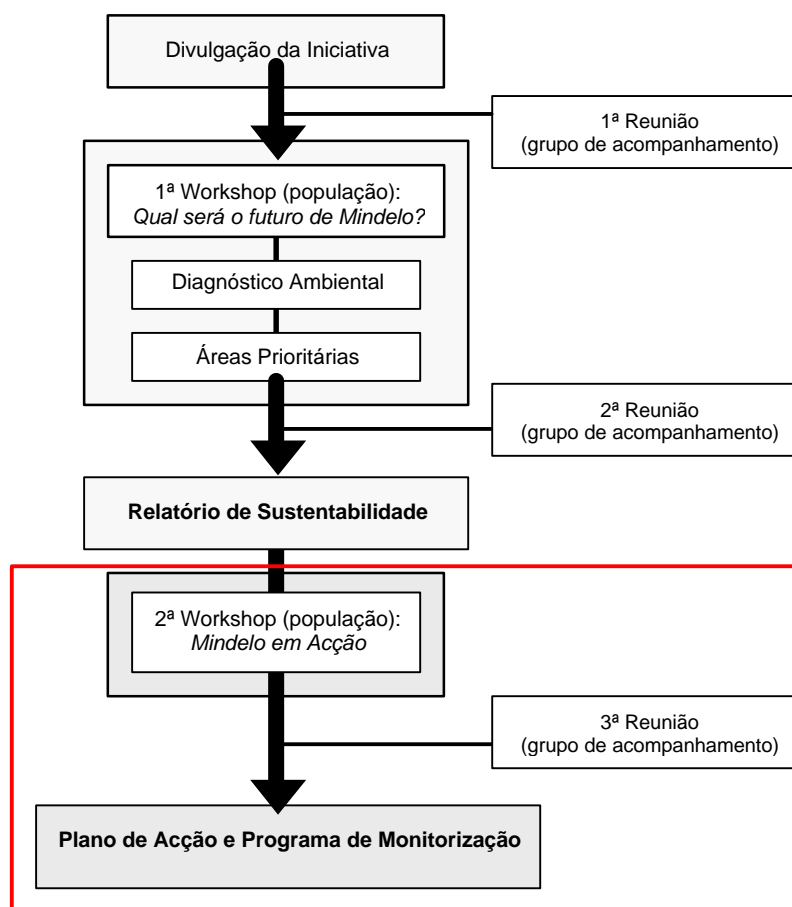 Divulgação da Iniciativa
1ª Reunião
(grupo de acompanhamento)
1ª Workshop (população):
Qual será o futuro de Mindelo?
Diagnóstico Ambiental
Áreas Prioritárias
2ª Reunião
(grupo de acompanhamento)
Relatório de Sustentabilidade
2ª Workshop (população):
Mindelo em Acção
3ª Reunião
(grupo de acompanhamento)
Plano de Acção e Programa de Monitorização